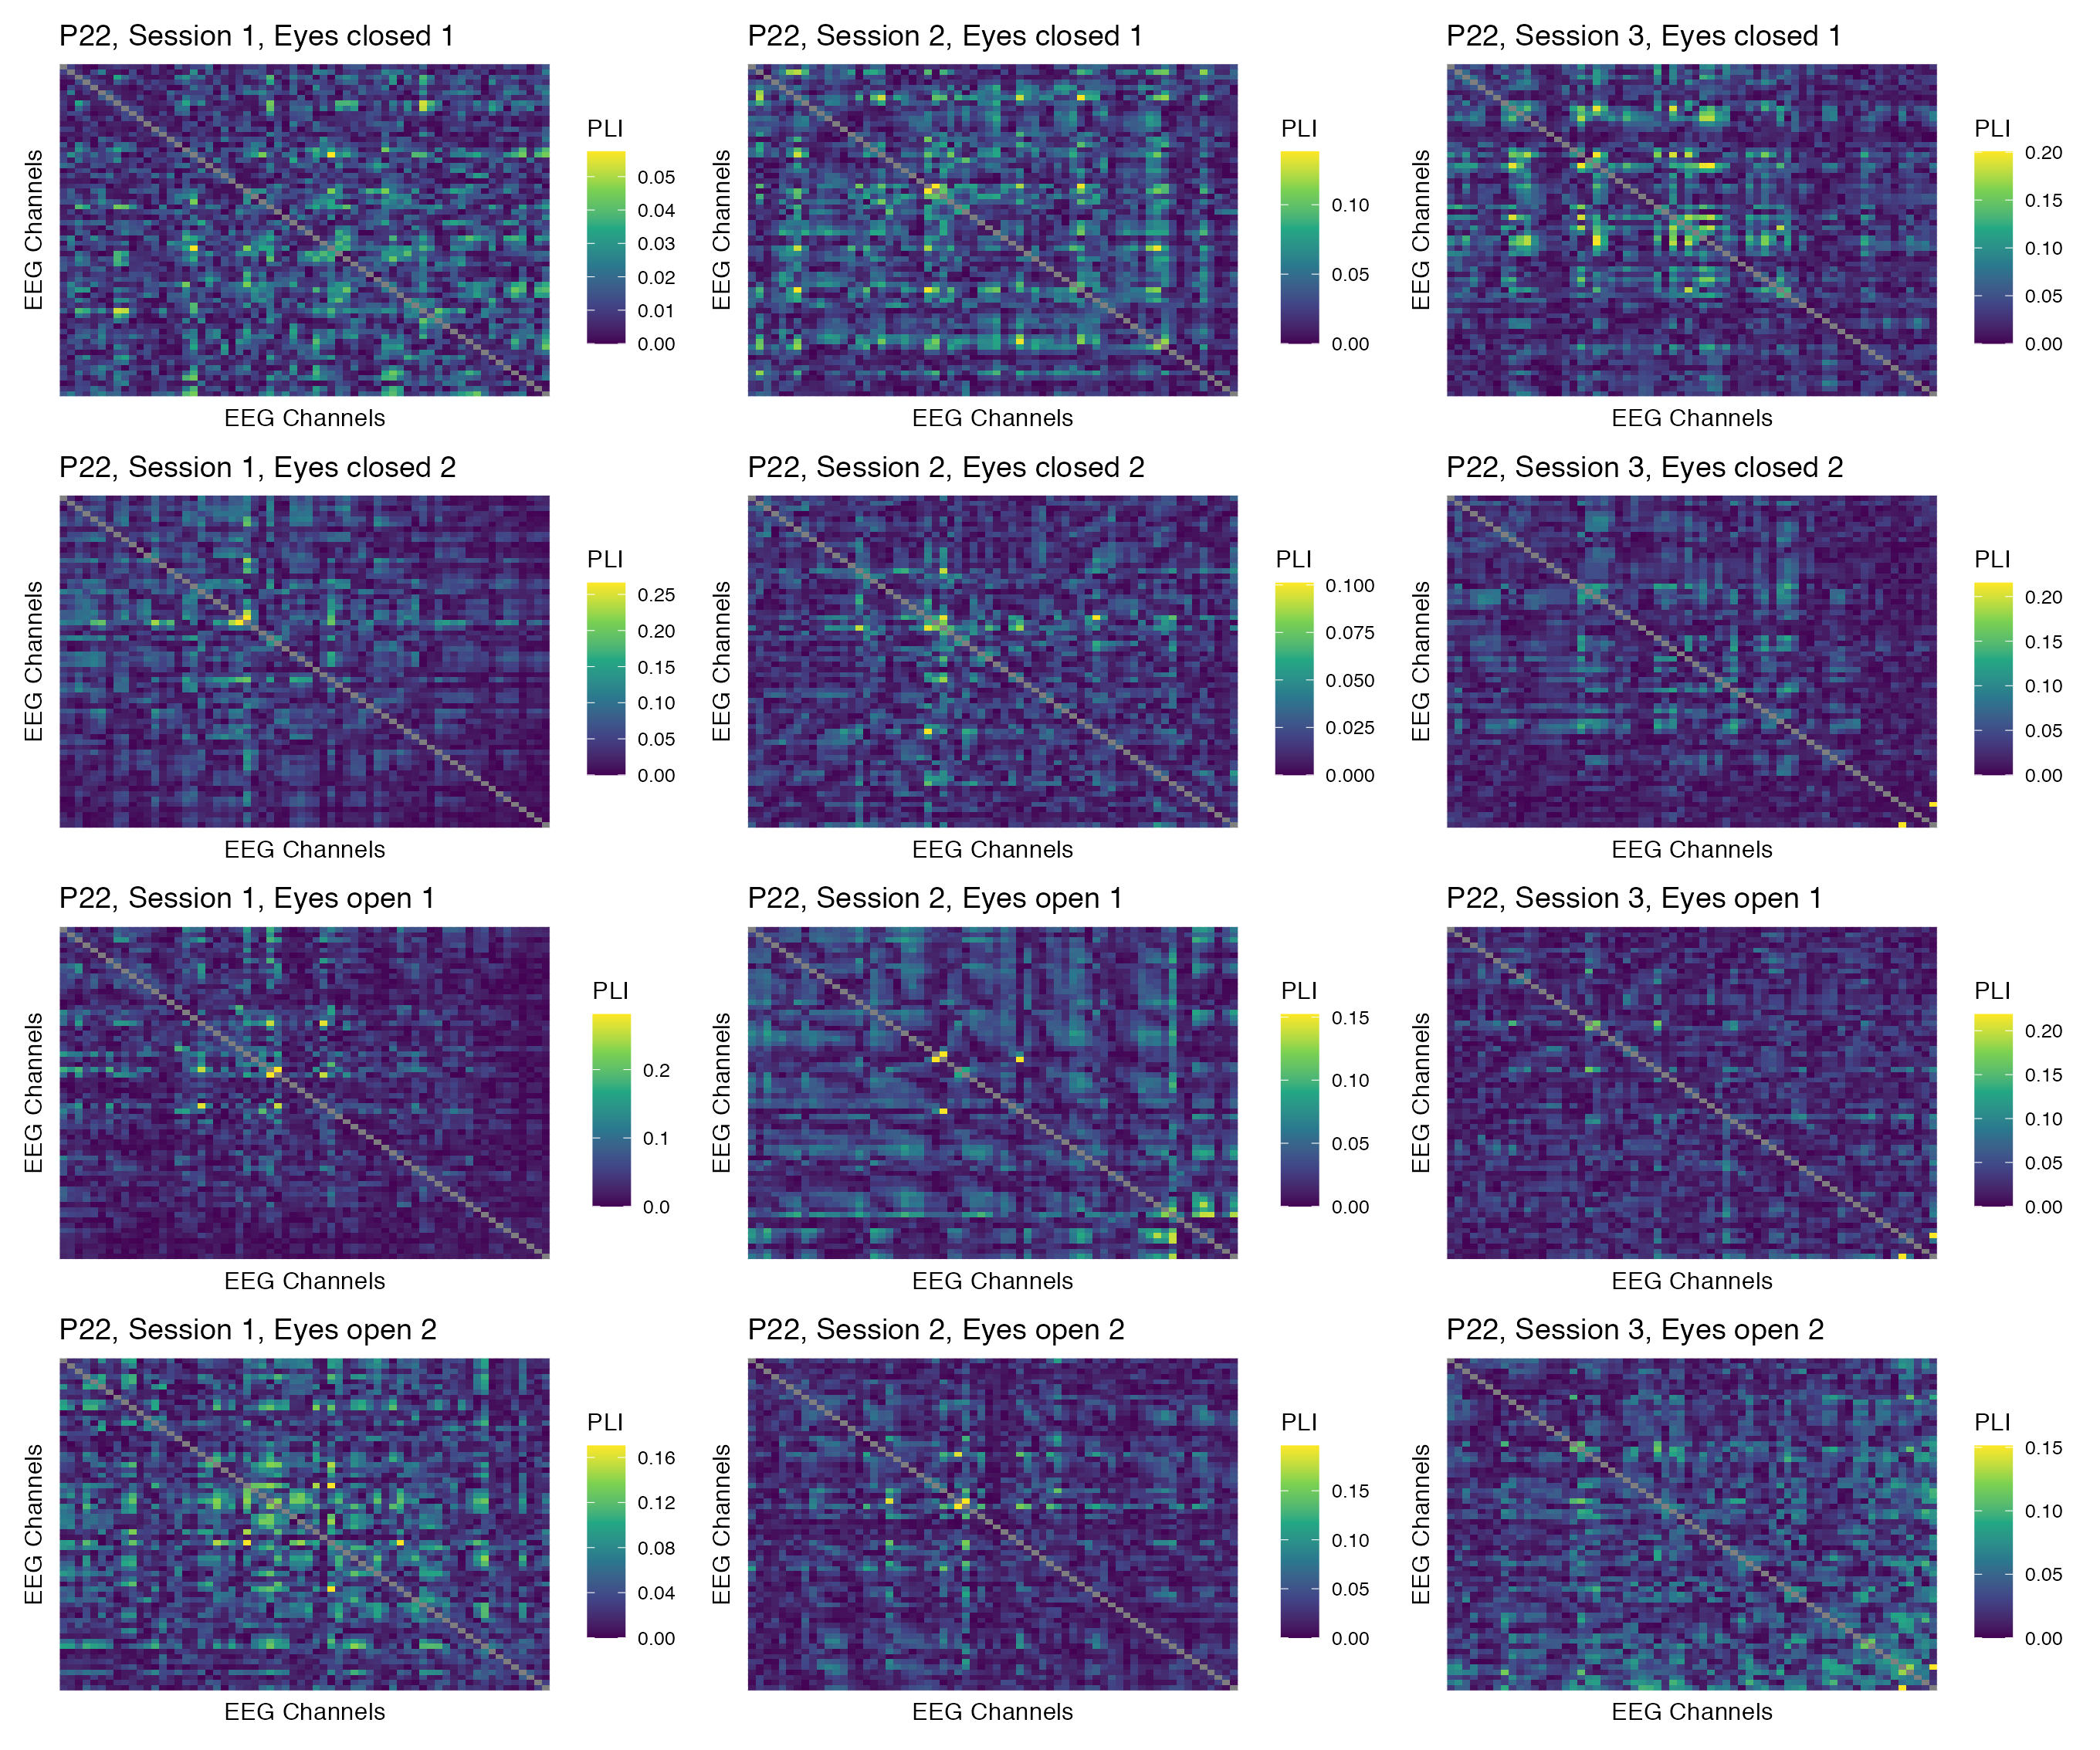 P22, Session 1, Eyes closed 1
P22, Session 2, Eyes closed 1
P22, Session 3, Eyes closed 1
EEG Channels
EEG Channels
PLI
0.05
0.04
0.03
0.02
0.01
0.00
EEG Channels
EEG Channels
PLI
0.10
0.05
0.00
EEG Channels
EEG Channels
PLI
0.20
0.15
0.10
0.05
0.00
P22, Session 1, Eyes closed 2
P22, Session 2, Eyes closed 2
P22, Session 3, Eyes closed 2
EEG Channels
EEG Channels
PLI
0.25
0.20
0.15
0.10
0.05
0.00
EEG Channels
EEG Channels
PLI
0.100
0.075
0.050
0.025
0.000
EEG Channels
EEG Channels
PLI
0.20
0.15
0.10
0.05
0.00
P22, Session 1, Eyes open 1
P22, Session 2, Eyes open 1
P22, Session 3, Eyes open 1
EEG Channels
EEG Channels
PLI
0.2
0.1
0.0
EEG Channels
EEG Channels
PLI
0.15
0.10
0.05
0.00
EEG Channels
EEG Channels
PLI
0.20
0.15
0.10
0.05
0.00
P22, Session 1, Eyes open 2
P22, Session 2, Eyes open 2
P22, Session 3, Eyes open 2
EEG Channels
EEG Channels
PLI
0.16
0.12
0.08
0.04
0.00
EEG Channels
EEG Channels
PLI
0.15
0.10
0.05
0.00
EEG Channels
EEG Channels
PLI
0.15
0.10
0.05
0.00